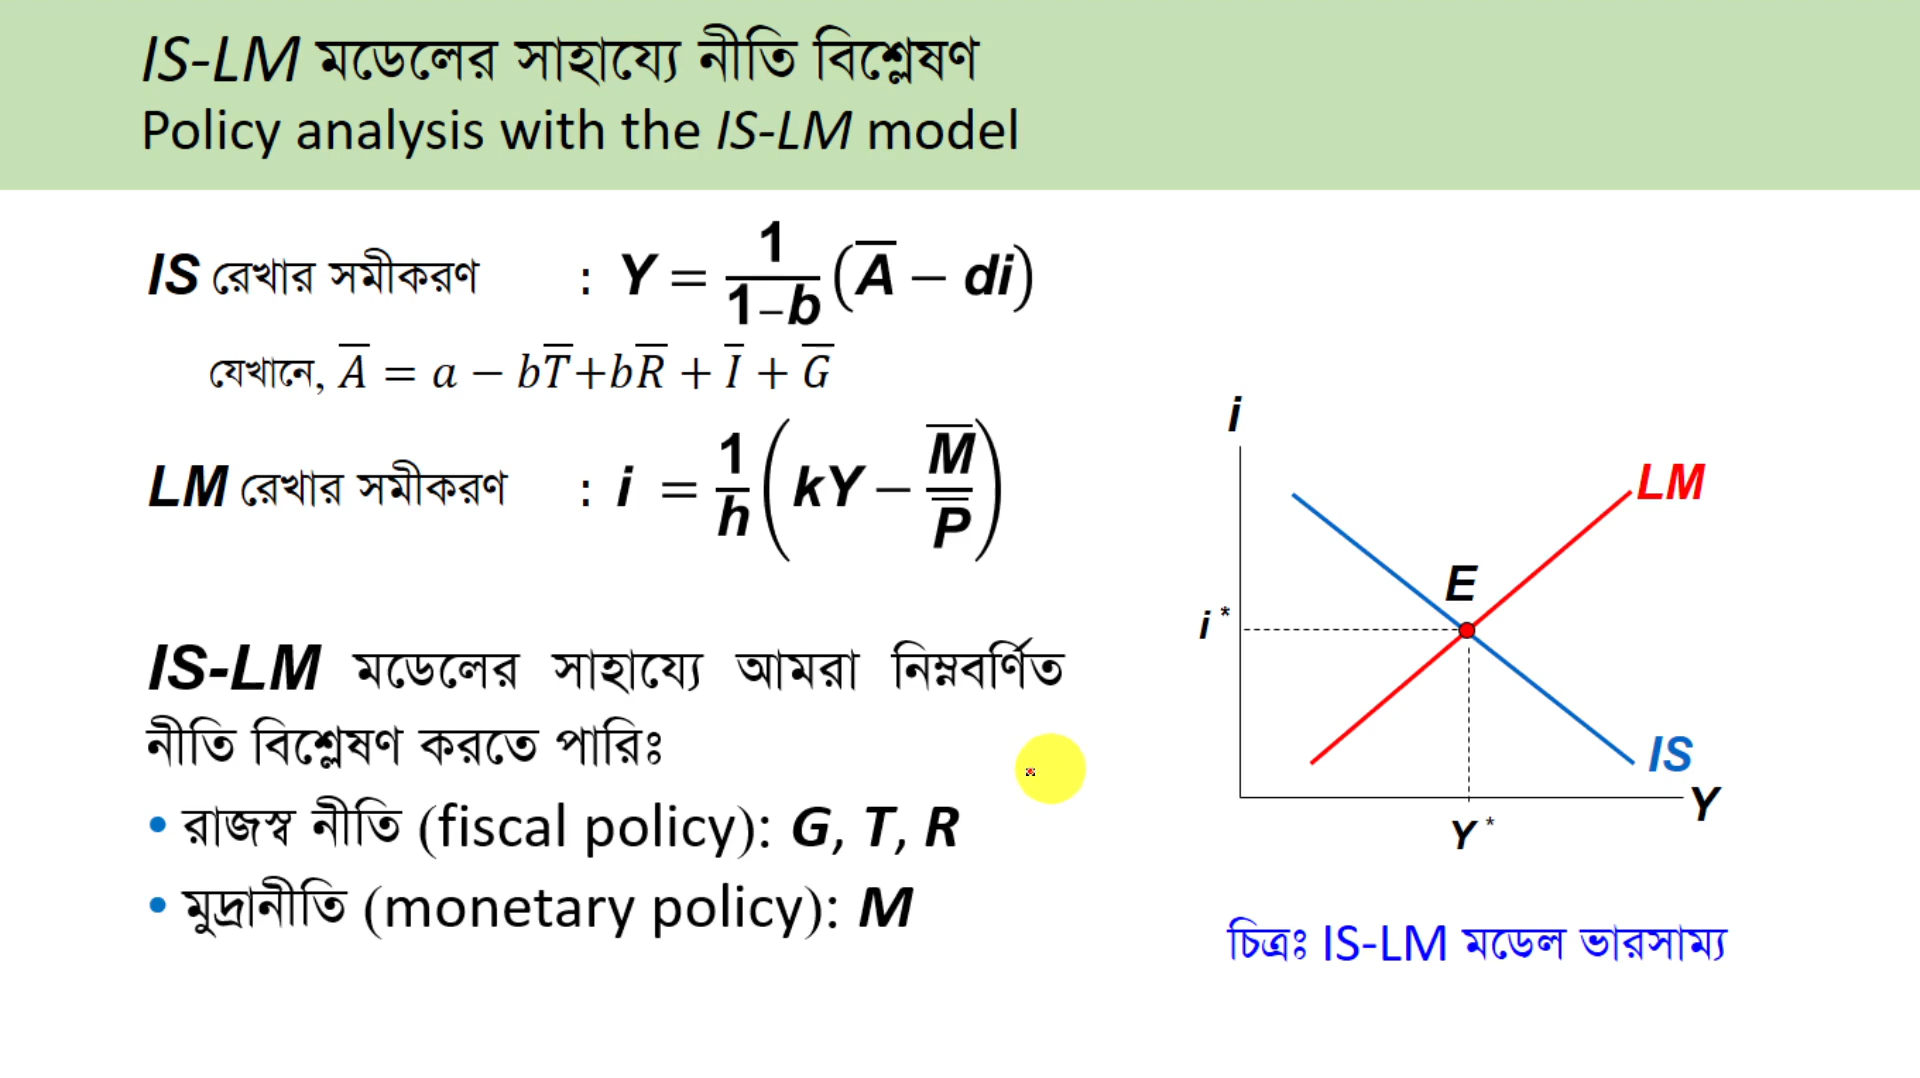 IS-LM মডেলের সাহায্যে নীতি বিশ্লেষণ
Policy analysis with the IS-LM model
IS রেখার সমীকরণ : Y = 1/(1−b) (A̅ − di)
যেখানে, A̅ = a − bT̅+bR̅ + I̅ + G̅
LM রেখার সমীকরণ : i = 1/h (kY − M̅/P̅)
IS-LM মডেলের সাহায্যে আমরা নিম্নবর্ণিত
নীতি বিশ্লেষণ করতে পারিঃ
• রাজস্ব নীতি (fiscal policy): G, T, R
• মুদ্রানীতি (monetary policy): M
i
LM
E
i *
IS
Y
Y *
চিত্রঃ IS-LM মডেল ভারসাম্য